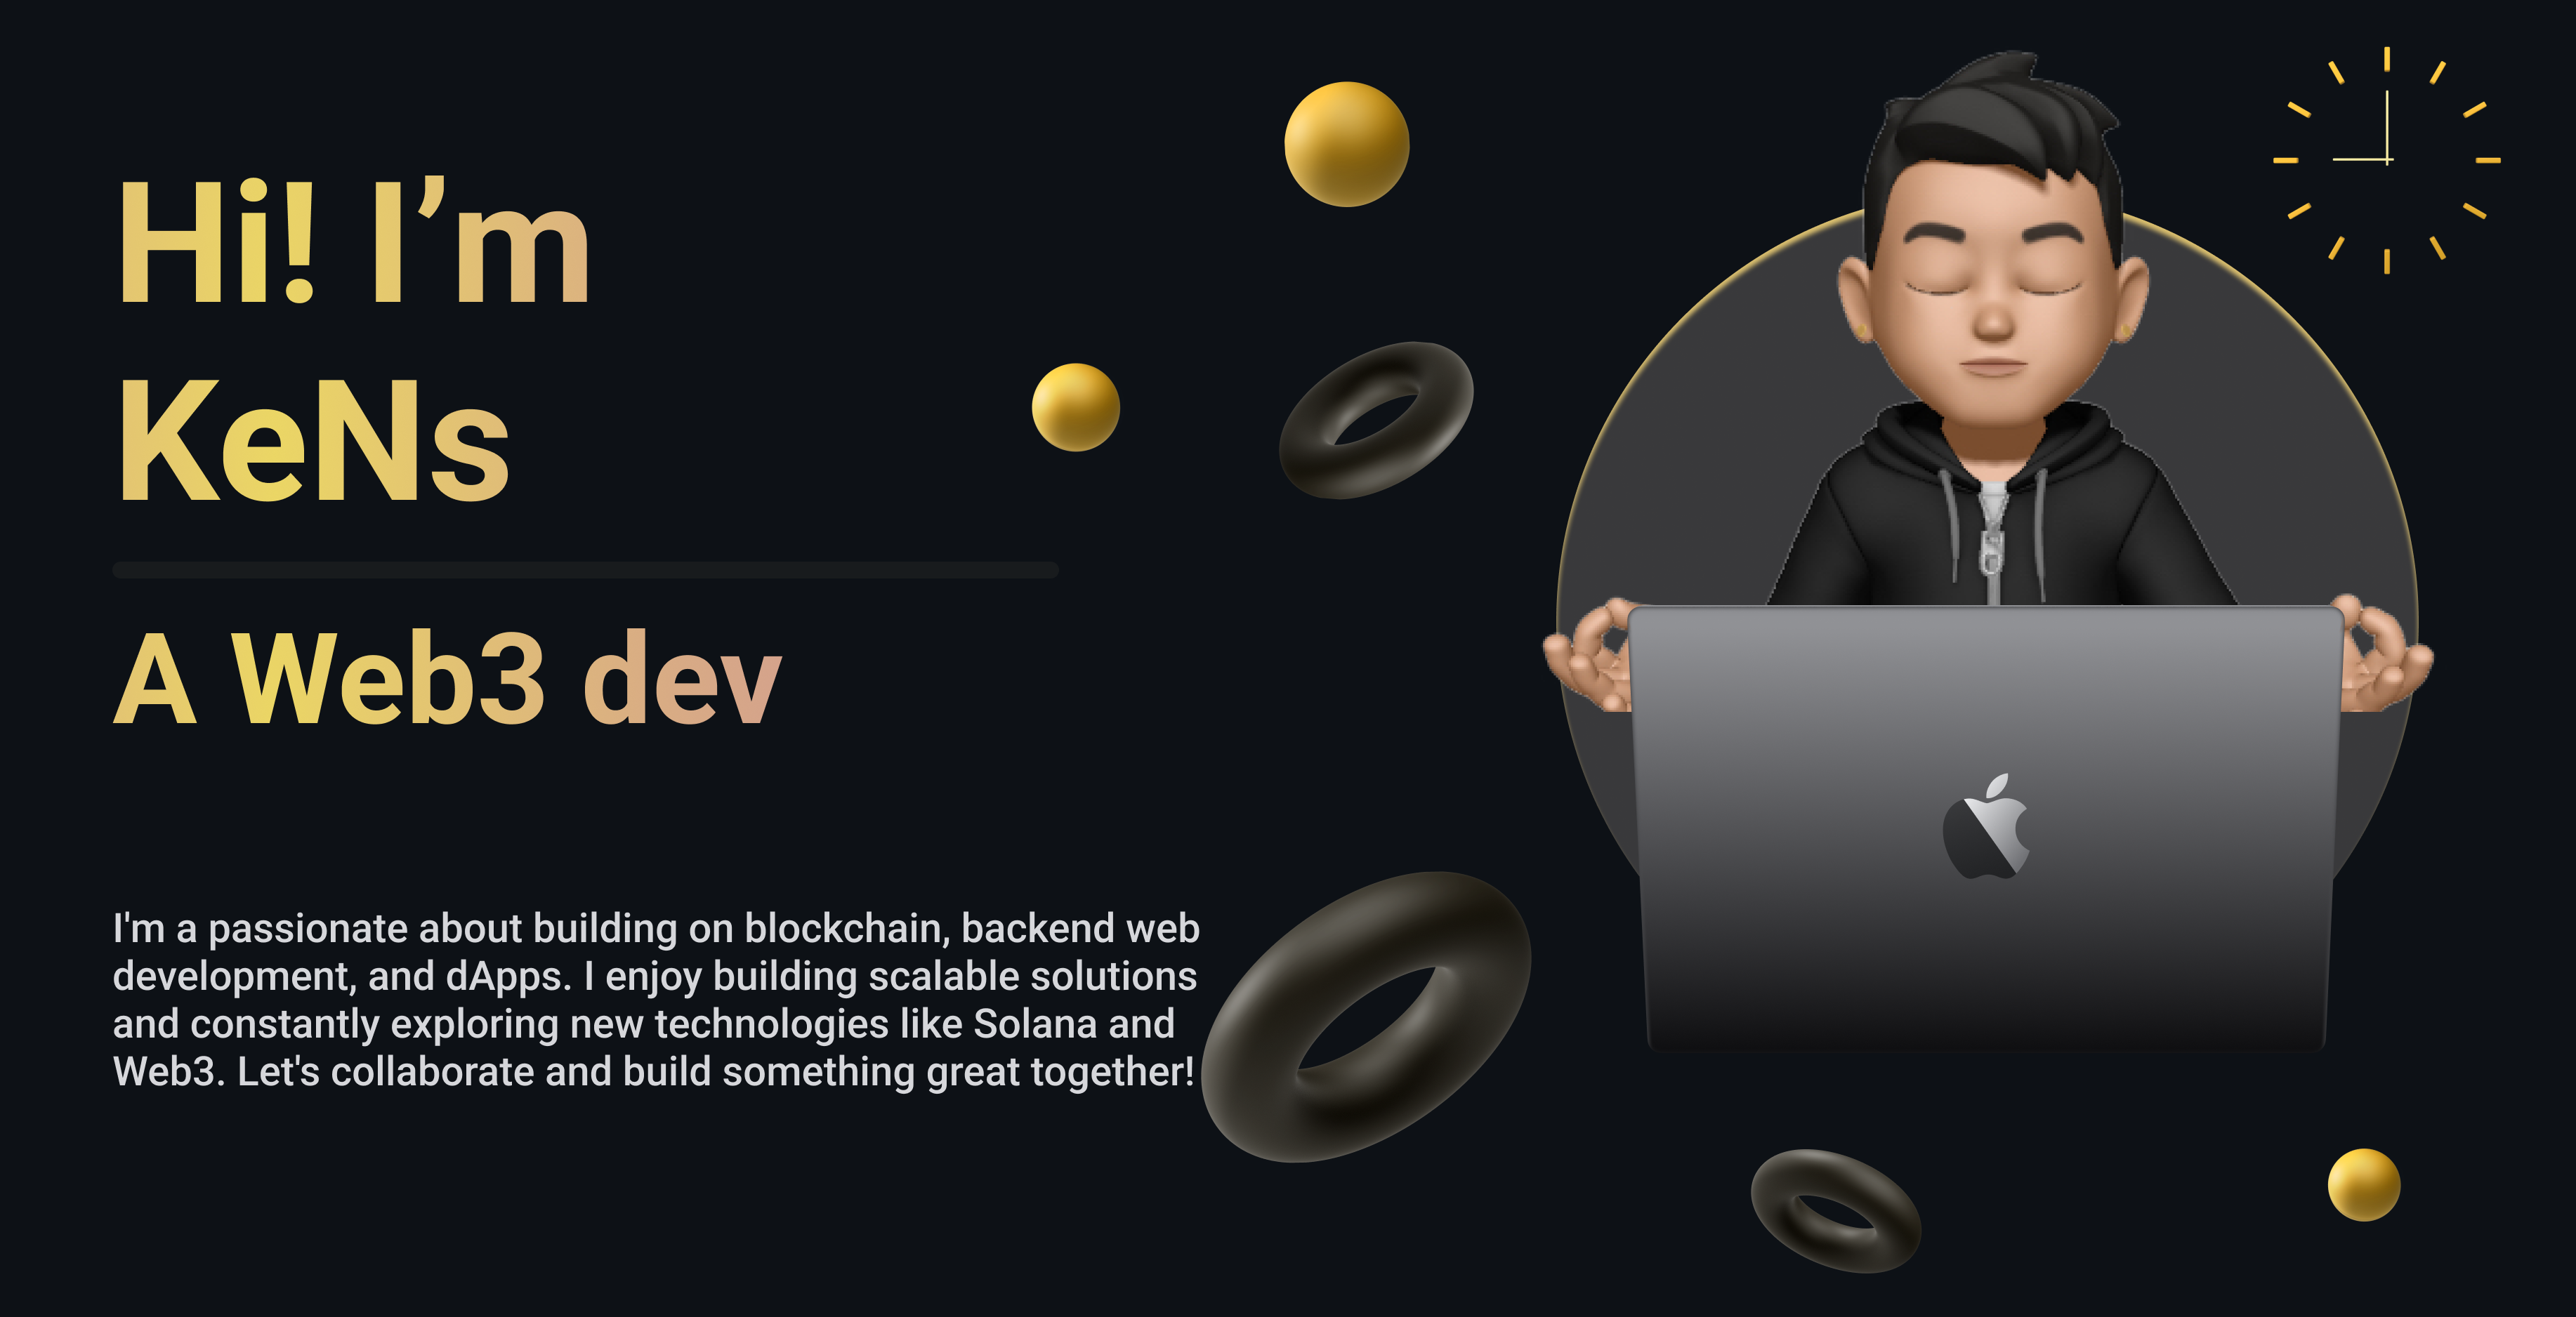 Hi! I’m
KeNs
A Web3 dev
I'm a passionate about building on blockchain, backend web
development, and dApps. I enjoy building scalable solutions
and constantly exploring new technologies like Solana and
Web3. Let's collaborate and build something great together!